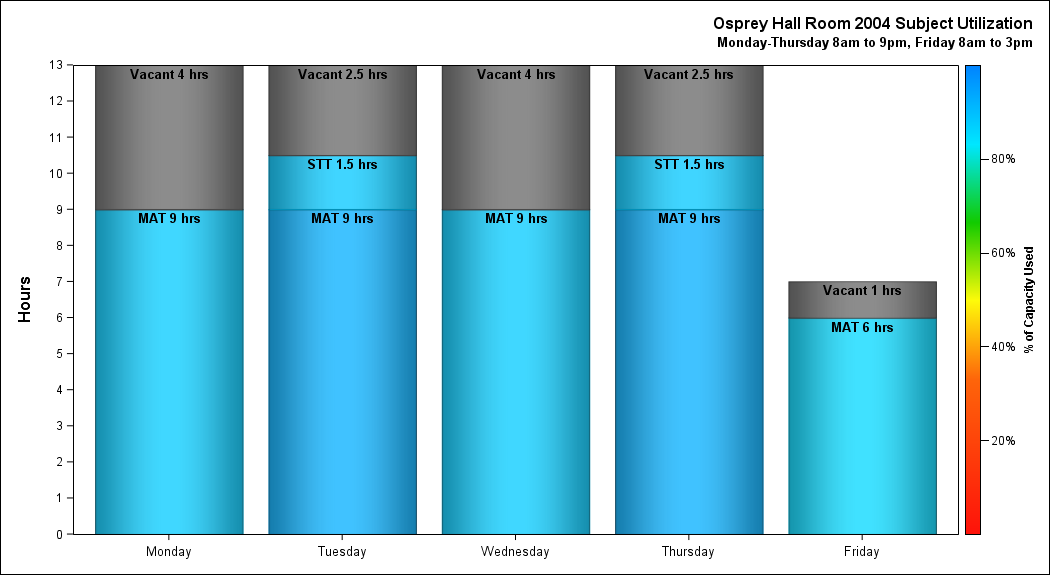 Osprey Hall Room 2004 Subject Utilization
Monday-Thursday 8am to 9pm, Friday 8am to 3pm
Hours
13
12
11
10
9
8
7
6
5
4
3
2
1
0
Vacant 4 hrs
MAT 9 hrs
Vacant 2.5 hrs
STT 1.5 hrs
MAT 9 hrs
Vacant 4 hrs
MAT 9 hrs
Vacant 2.5 hrs
STT 1.5 hrs
MAT 9 hrs
Vacant 1 hrs
MAT 6 hrs
Monday
Tuesday
Wednesday
Thursday
Friday
80%
60%
40%
20%
% of Capacity Used